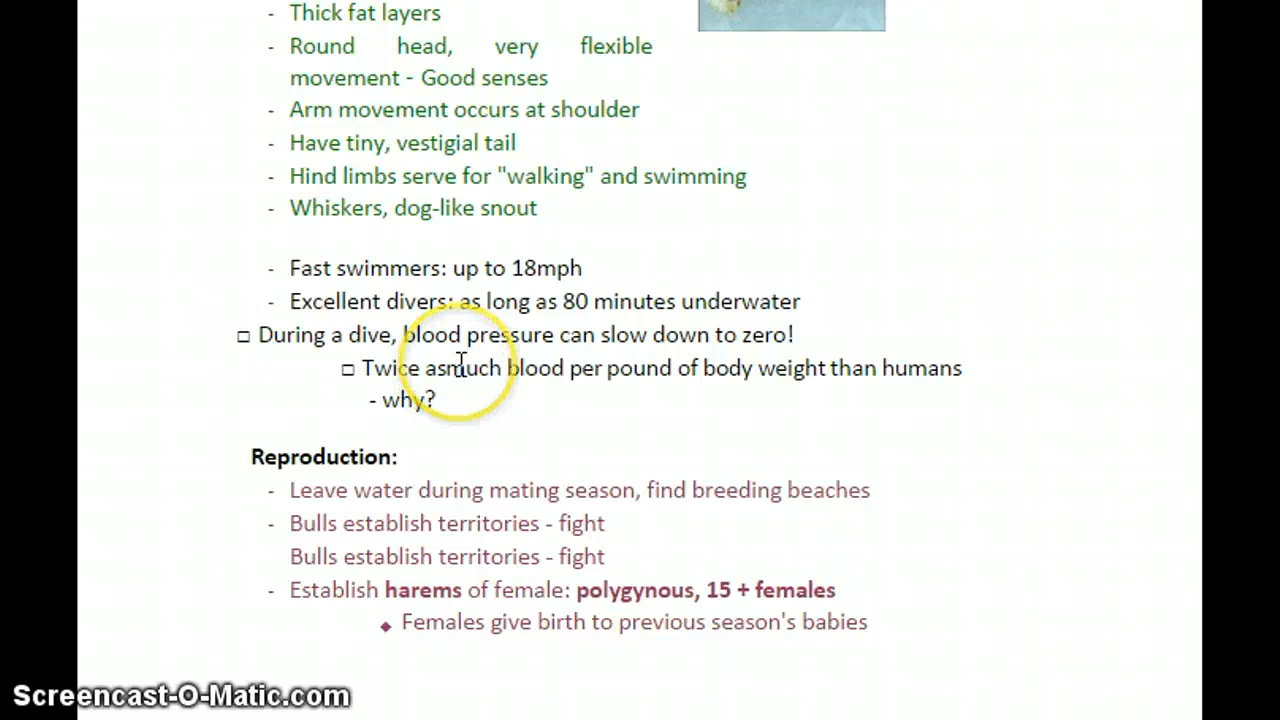 - Thick fat layers
- Round head, very flexible
movement - Good senses
- Arm movement occurs at shoulder
- Have tiny, vestigial tail
- Hind limbs serve for "walking" and swimming
- Whiskers, dog-like snout
- Fast swimmers: up to 18mph
- Excellent divers: as long as 80 minutes underwater
□ During a dive, blood pressure can slow down to zero!
□ Twice asmuch blood per pound of body weight than humans
- why?
Reproduction:
- Leave water during mating season, find breeding beaches
- Bulls establish territories - fight
Bulls establish territories - fight
- Establish harems of female: polygynous, 15 + females
◆ Females give birth to previous season's babies
Screencast-O-Matic.com